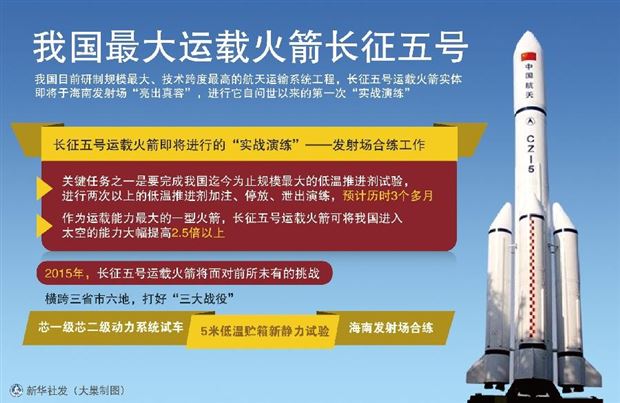 我国最大运载火箭长征五号
我国目前研制规模最大、技术跨度最高的航天运输系统工程，长征五号运载火箭实体
即将于海南发射场“亮出真容”，进行它自问世以来的第一次“实战演练”
长征五号运载火箭即将进行的“实战演练”——发射场合练工作
关键任务之一是要完成我国迄今为止规模最大的低温推进剂试验，
进行两次以上的低温推进剂加注、停放、泄出演练，预计历时3个多月
作为运载能力最大的一型火箭，长征五号运载火箭可将我国进入
太空的能力大幅提高2.5倍以上
2015年，长征五号运载火箭将面对前所未有的挑战
横跨三省市六地，打好“三大战役”
芯一级芯二级动力系统试车
5米低温贮箱新静力试验
海南发射场合练
新华社发（大巢制图）
中国航天
CZ-5